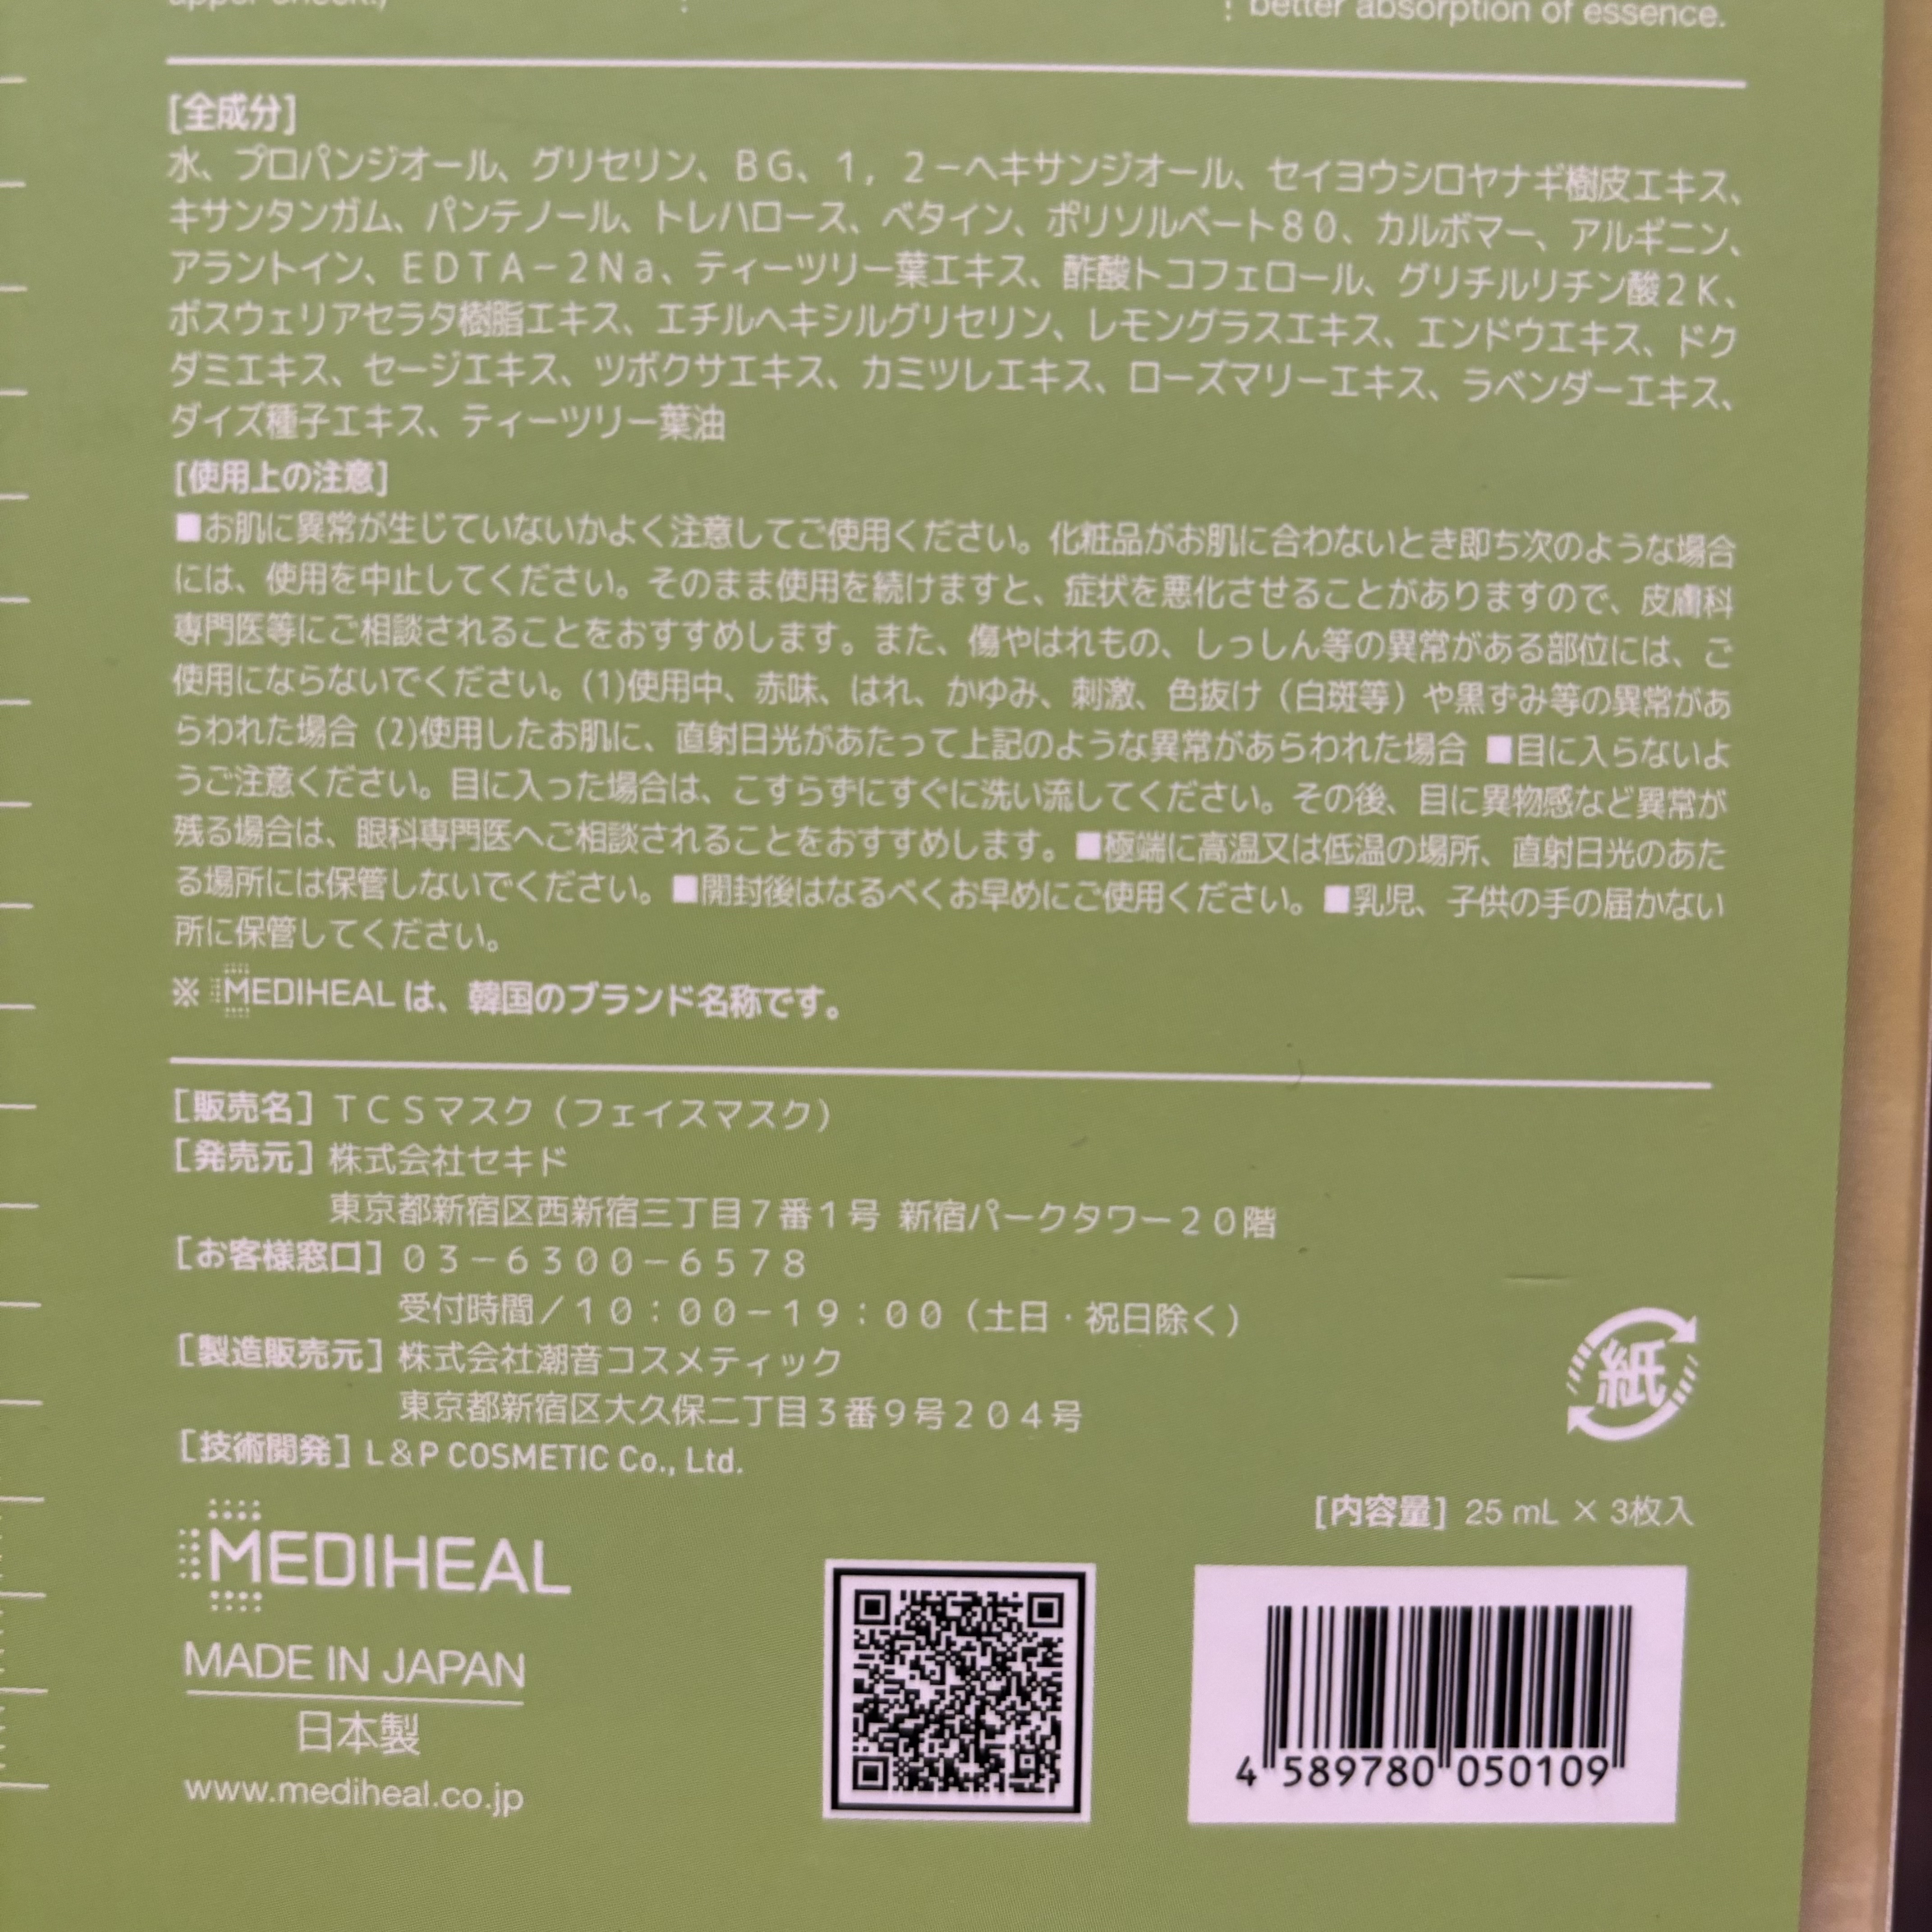 better absorption of essence.
[全成分]
水、プロパンジオール、グリセリン、BG、1，2－ヘキサンジオール、セイヨウシロヤナギ樹皮エキス、
キサンタンガム、パンテノール、トレハロース、ベタイン、ポリソルベート80、カルボマー、アルギニン、
アラントイン、EDTA－2Na、ティーツリー葉エキス、酢酸トコフェロール、グリチルリチン酸2K、
ボスウェリアセラタ樹脂エキス、エチルヘキシルグリセリン、レモングラスエキス、エンドウエキス、ドク
ダミエキス、セージエキス、ツボクサエキス、カミツレエキス、ローズマリーエキス、ラベンダーエキス、
ダイズ種子エキス、ティーツリー葉油
[使用上の注意]
■お肌に異常が生じていないかよく注意してご使用ください。化粧品がお肌に合わないとき即ち次のような場合
には、使用を中止してください。そのまま使用を続けますと、症状を悪化させることがありますので、皮膚科
専門医等にご相談されることをおすすめします。また、傷やはれもの、しっしん等の異常がある部位には、ご
使用にならないでください。(1)使用中、赤味、はれ、かゆみ、刺激、色抜け（白斑等）や黒ずみ等の異常があ
らわれた場合 (2)使用したお肌に、直射日光があたって上記のような異常があらわれた場合 ■目に入らないよ
うご注意ください。目に入った場合は、こすらずにすぐに洗い流してください。その後、目に異物感など異常が
残る場合は、眼科専門医へご相談されることをおすすめします。■極端に高温又は低温の場所、直射日光のあた
る場所には保管しないでください。■開封後はなるべくお早めにご使用ください。■乳児、子供の手の届かない
所に保管してください。
※ MEDIHEAL は、韓国のブランド名称です。
[販売名] TCSマスク（フェイスマスク）
[発売元] 株式会社セキド
東京都新宿区西新宿三丁目7番1号 新宿パークタワー20階
[お客様窓口] 03－6300－6578
受付時間／10：00－19：00（土日・祝日除く）
[製造販売元] 株式会社潮音コスメティック
東京都新宿区大久保二丁目3番9号204号
[技術開発] L&P COSMETIC Co., Ltd.
紙
[内容量] 25 mL × 3枚入
MEDIHEAL
MADE IN JAPAN
日本製
www.mediheal.co.jp
4 589780 050109